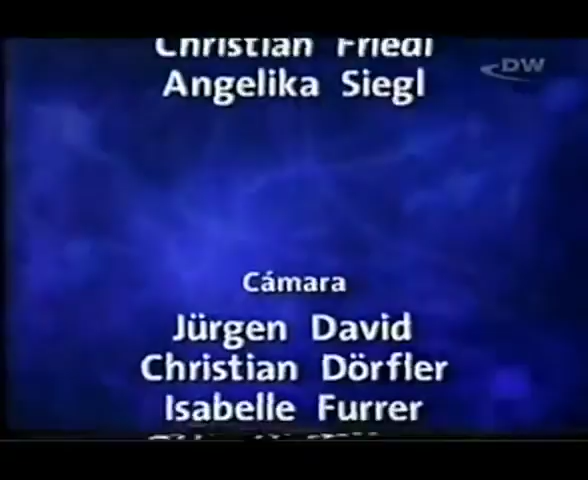 Christian Friedl
DW
Angelika Siegl
Cámara
Jürgen David
Christian Dörfler
Isabelle Furrer